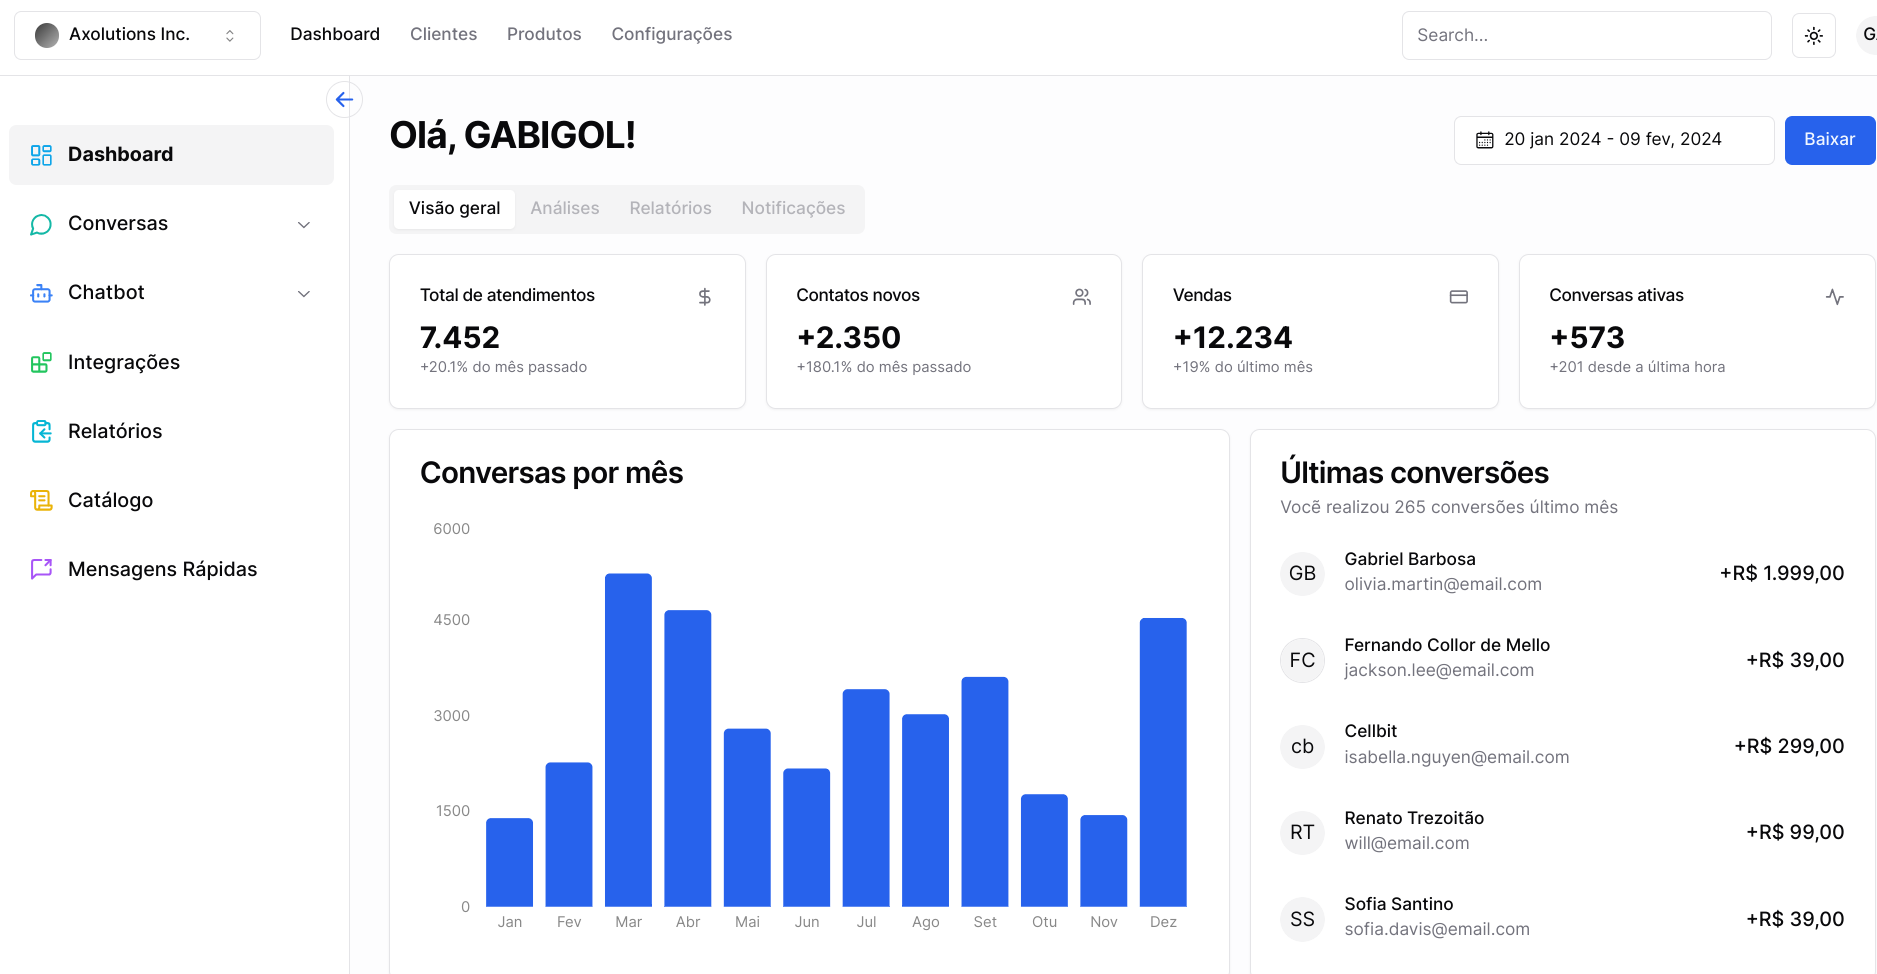 Axolutions Inc.
Dashboard
Clientes
Produtos
Configurações
Search...
G
Dashboard
Conversas
Chatbot
Integrações
Relatórios
Catálogo
Mensagens Rápidas
Olá, GABIGOL!
20 jan 2024 - 09 fev, 2024
Baixar
Visão geral
Análises
Relatórios
Notificações
Total de atendimentos
7.452
+20.1% do mês passado
Contatos novos
+2.350
+180.1% do mês passado
Vendas
+12.234
+19% do último mês
Conversas ativas
+573
+201 desde a última hora
Conversas por mês
6000
4500
3000
1500
0
Jan
Fev
Mar
Abr
Mai
Jun
Jul
Ago
Set
Otu
Nov
Dez
Últimas conversões
Você realizou 265 conversões último mês
GB
Gabriel Barbosa
olivia.martin@email.com
+R$ 1.999,00
FC
Fernando Collor de Mello
jackson.lee@email.com
+R$ 39,00
cb
Cellbit
isabella.nguyen@email.com
+R$ 299,00
RT
Renato Trezoitão
will@email.com
+R$ 99,00
SS
Sofia Santino
sofia.davis@email.com
+R$ 39,00